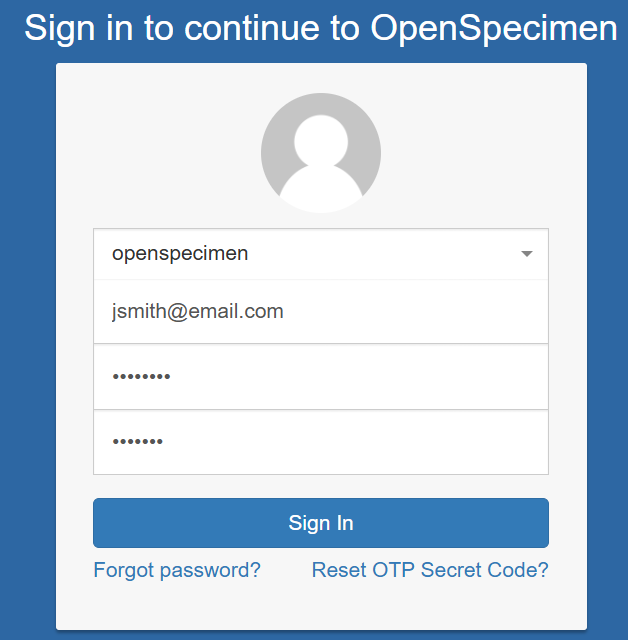 Sign in to continue to OpenSpecimen
openspecimen
jsmith@email.com
••••••••
•••••••
Sign In
Forgot password? Reset OTP Secret Code?